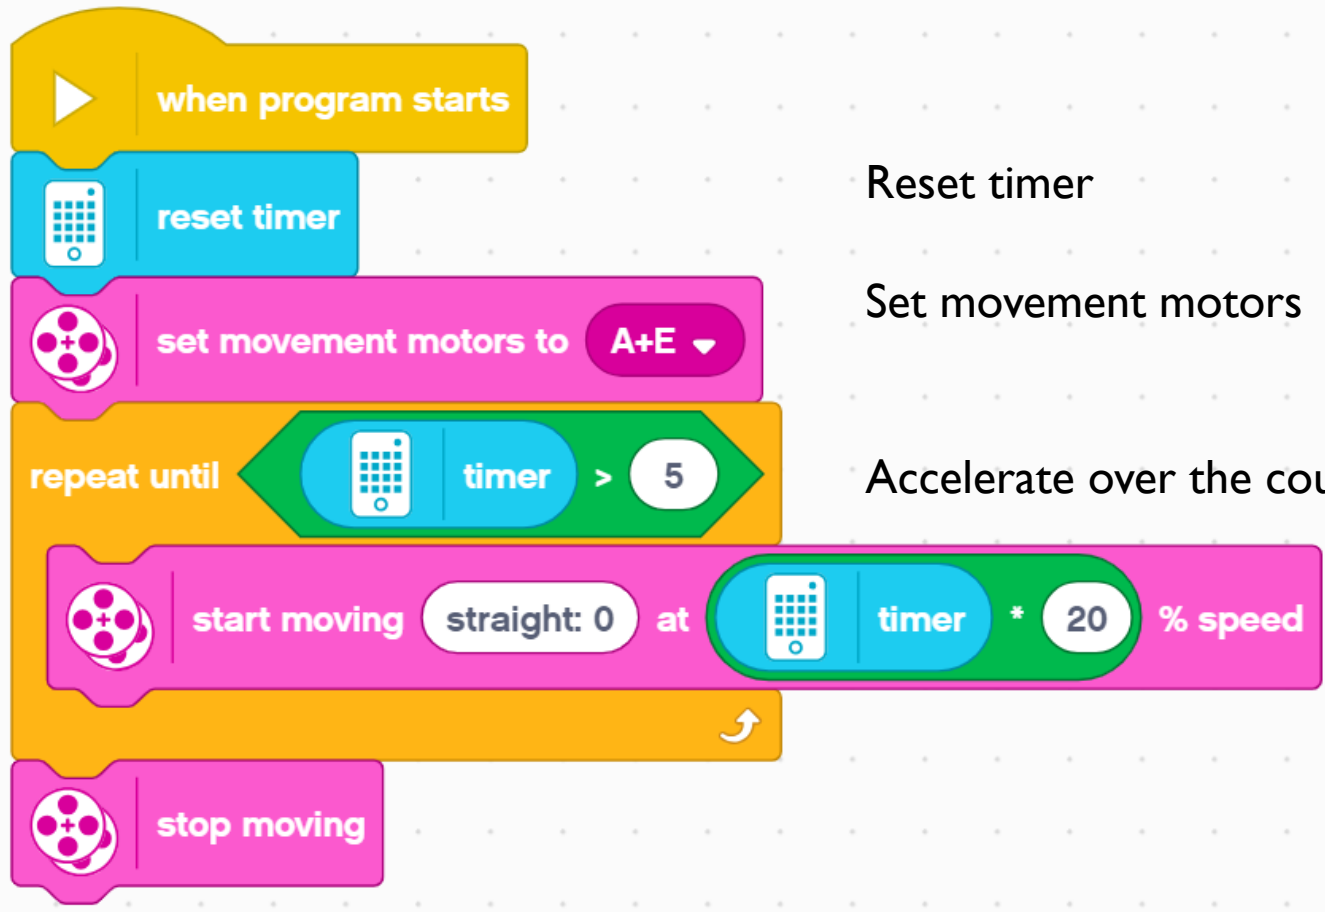 when program starts
reset timer
Reset timer
set movement motors to A+E
Set movement motors
repeat until timer > 5
Accelerate over the
start moving straight: 0 at timer * 20 % speed
stop moving